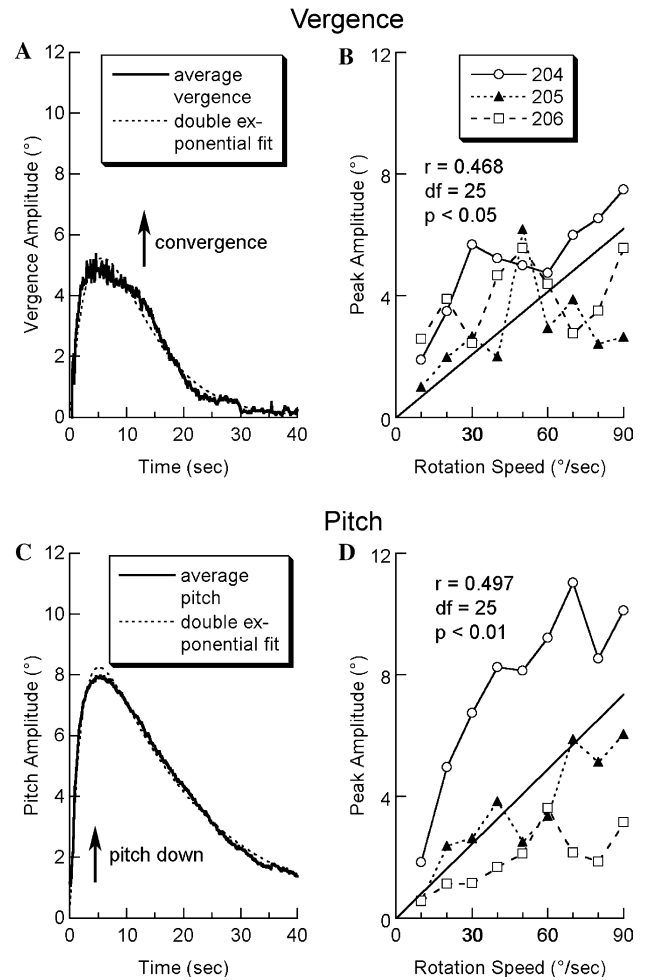 Vergence
A
12
10
8
6
4
2
0
Vergence Amplitude (°)
average
vergence
double ex-
ponential fit
convergence
0 10 20 30 40
Time (sec)
B
12
8
4
0
Peak Amplitude (°)
204
205
206
r = 0.468
df = 25
p < 0.05
0 30 60 90
Rotation Speed (°/sec)
Pitch
C
12
10
8
6
4
2
0
Pitch Amplitude (°)
average
pitch
double ex-
ponential fit
pitch down
0 10 20 30 40
Time (sec)
D
12
8
4
0
Peak Amplitude (°)
r = 0.497
df = 25
p < 0.01
0 30 60 90
Rotation Speed (°/sec)